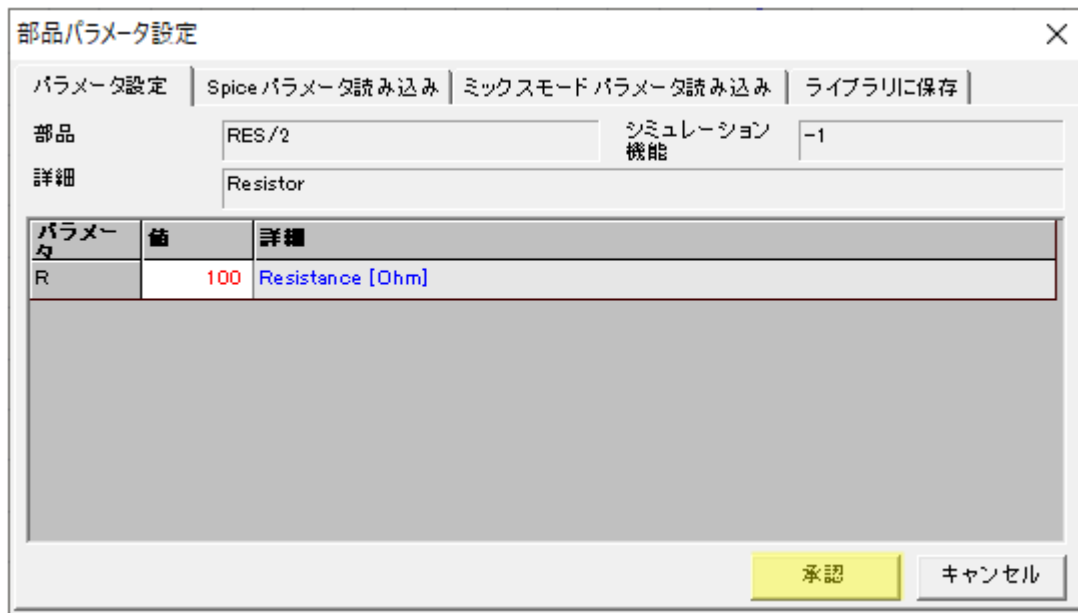 部品パラメータ設定
パラメータ設定 Spice パラメータ読み込み ミックスモード パラメータ読み込み ライブラリに保存
部品 RES/2 シミュレーション
機能 -1
詳細 Resistor
パラメー
タ 値 詳細
R 100 Resistance [Ohm]
承認 キャンセル